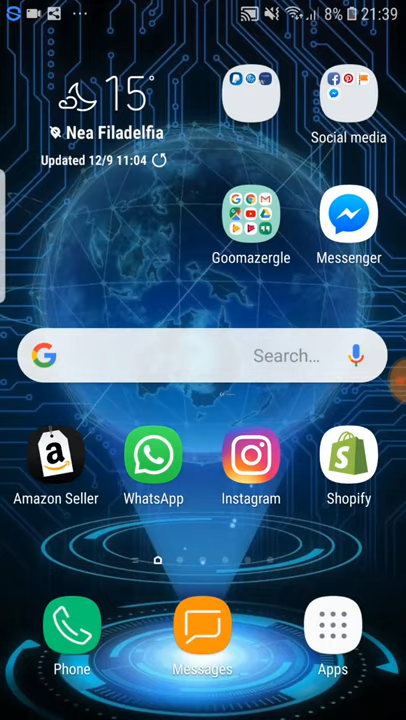 8% 21:39
15°
Nea Filadelfia
Updated 12/9 11:04
Social media
Goomazergle
Messenger
Search...
Amazon Seller
WhatsApp
Instagram
Shopify
Phone
Messages
Apps